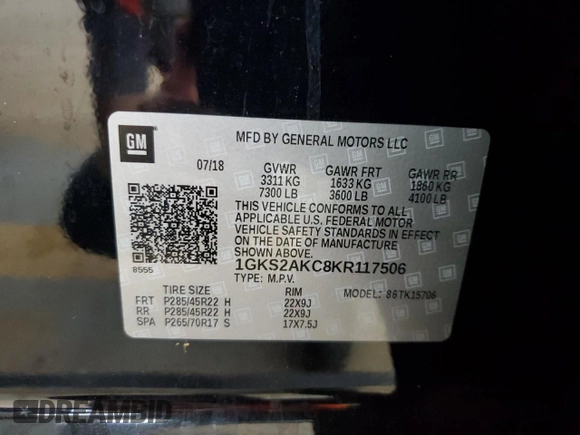 GM
MFD BY GENERAL MOTORS LLC
07/18 GVWR GAWR FRT GAWR RR
3311 KG 1633 KG 1860 KG
7300 LB 3600 LB 4100 LB
THIS VEHICLE CONFORMS TO ALL
APPLICABLE U.S. FEDERAL MOTOR
VEHICLE SAFETY STANDARDS IN
EFFECT ON THE DATE OF MANUFACTURE
SHOWN ABOVE.
8555 1GKS2AKC8KR117506
TYPE: M.P.V. MODEL: 86TK15706
TIRE SIZE RIM
FRT P285/45R22 H 22X9J
RR P285/45R22 H 22X9J
SPA P265/70R17 S 17X7.5J
DREAMBID